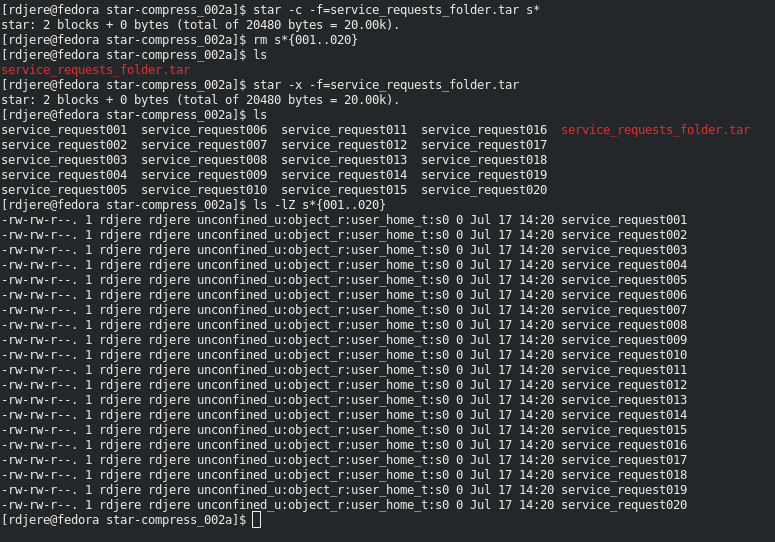 [rdjere@fedora star-compress_002a]$ star -c -f=service_requests_folder.tar s*
star: 2 blocks + 0 bytes (total of 20480 bytes = 20.00k).
[rdjere@fedora star-compress_002a]$ rm s*{001..020}
[rdjere@fedora star-compress_002a]$ ls
service_requests_folder.tar
[rdjere@fedora star-compress_002a]$ star -x -f=service_requests_folder.tar
star: 2 blocks + 0 bytes (total of 20480 bytes = 20.00k).
[rdjere@fedora star-compress_002a]$ ls
service_request001  service_request006  service_request011  service_request016  service_requests_folder.tar
service_request002  service_request007  service_request012  service_request017
service_request003  service_request008  service_request013  service_request018
service_request004  service_request009  service_request014  service_request019
service_request005  service_request010  service_request015  service_request020
[rdjere@fedora star-compress_002a]$ ls -lZ s*{001..020}
-rw-rw-r--. 1 rdjere rdjere unconfined_u:object_r:user_home_t:s0 0 Jul 17 14:20 service_request001
-rw-rw-r--. 1 rdjere rdjere unconfined_u:object_r:user_home_t:s0 0 Jul 17 14:20 service_request002
-rw-rw-r--. 1 rdjere rdjere unconfined_u:object_r:user_home_t:s0 0 Jul 17 14:20 service_request003
-rw-rw-r--. 1 rdjere rdjere unconfined_u:object_r:user_home_t:s0 0 Jul 17 14:20 service_request004
-rw-rw-r--. 1 rdjere rdjere unconfined_u:object_r:user_home_t:s0 0 Jul 17 14:20 service_request005
-rw-rw-r--. 1 rdjere rdjere unconfined_u:object_r:user_home_t:s0 0 Jul 17 14:20 service_request006
-rw-rw-r--. 1 rdjere rdjere unconfined_u:object_r:user_home_t:s0 0 Jul 17 14:20 service_request007
-rw-rw-r--. 1 rdjere rdjere unconfined_u:object_r:user_home_t:s0 0 Jul 17 14:20 service_request008
-rw-rw-r--. 1 rdjere rdjere unconfined_u:object_r:user_home_t:s0 0 Jul 17 14:20 service_request009
-rw-rw-r--. 1 rdjere rdjere unconfined_u:object_r:user_home_t:s0 0 Jul 17 14:20 service_request010
-rw-rw-r--. 1 rdjere rdjere unconfined_u:object_r:user_home_t:s0 0 Jul 17 14:20 service_request011
-rw-rw-r--. 1 rdjere rdjere unconfined_u:object_r:user_home_t:s0 0 Jul 17 14:20 service_request012
-rw-rw-r--. 1 rdjere rdjere unconfined_u:object_r:user_home_t:s0 0 Jul 17 14:20 service_request013
-rw-rw-r--. 1 rdjere rdjere unconfined_u:object_r:user_home_t:s0 0 Jul 17 14:20 service_request014
-rw-rw-r--. 1 rdjere rdjere unconfined_u:object_r:user_home_t:s0 0 Jul 17 14:20 service_request015
-rw-rw-r--. 1 rdjere rdjere unconfined_u:object_r:user_home_t:s0 0 Jul 17 14:20 service_request016
-rw-rw-r--. 1 rdjere rdjere unconfined_u:object_r:user_home_t:s0 0 Jul 17 14:20 service_request017
-rw-rw-r--. 1 rdjere rdjere unconfined_u:object_r:user_home_t:s0 0 Jul 17 14:20 service_request018
-rw-rw-r--. 1 rdjere rdjere unconfined_u:object_r:user_home_t:s0 0 Jul 17 14:20 service_request019
-rw-rw-r--. 1 rdjere rdjere unconfined_u:object_r:user_home_t:s0 0 Jul 17 14:20 service_request020
[rdjere@fedora star-compress_002a]$